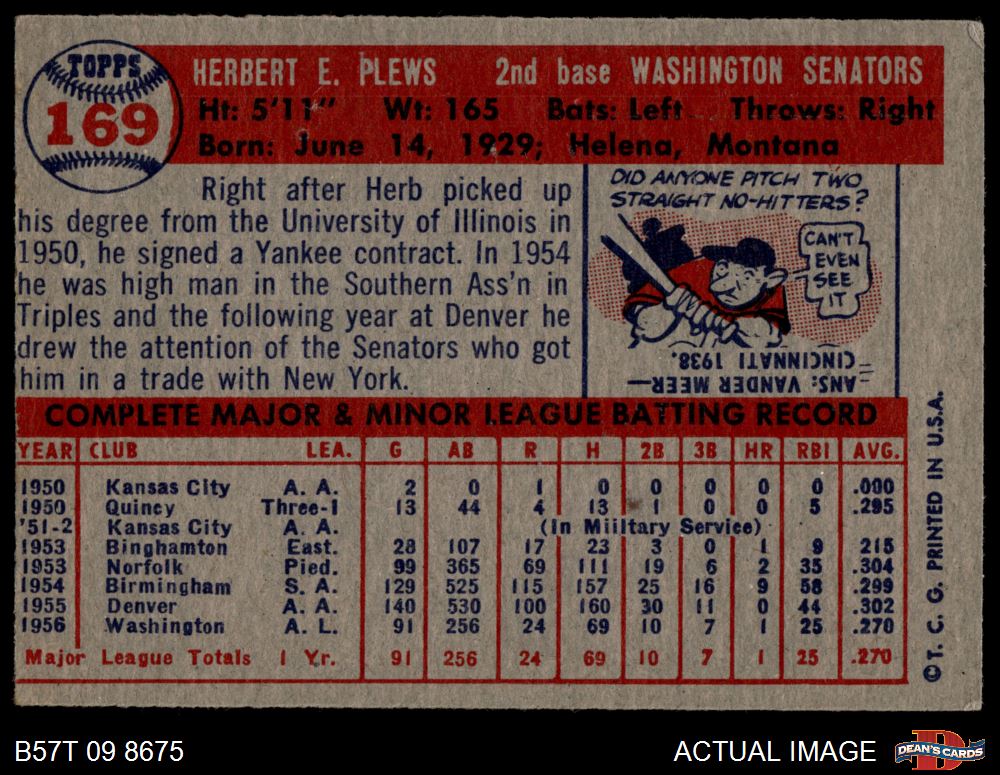 TOPPS
169
HERBERT E. PLEWS 2nd base WASHINGTON SENATORS
Ht: 5'11" Wt: 165 Bats: Left Throws: Right
Born: June 14, 1929; Helena, Montana
Right after Herb picked up
his degree from the University of Illinois in
1950, he signed a Yankee contract. In 1954
he was high man in the Southern Ass'n in
Triples and the following year at Denver he
drew the attention of the Senators who got
him in a trade with New York.
DID ANYONE PITCH TWO
STRAIGHT NO-HITTERS?
CAN'T
EVEN
SEE
IT
ANS: VANDER MEER—
CINCINNATI 1938.
COMPLETE MAJOR & MINOR LEAGUE BATTING RECORD
YEAR CLUB LEA. G AB R H 2B 3B HR RBI AVG.
1950 Kansas City A. A. 2 0 1 0 0 0 0 0 .000
1950 Quincy Three-I 13 44 4 13 1 0 0 5 .295
'51-2 Kansas City A. A. (In Military Service)
1953 Binghamton East. 28 107 17 23 3 0 1 9 215
1953 Norfolk Pied. 99 365 69 111 19 6 2 35 .304
1954 Birmingham S. A. 129 525 115 157 25 16 9 58 .299
1955 Denver A. A. 140 530 100 160 30 11 0 44 .302
1956 Washington A. L. 91 256 24 69 10 7 1 25 .270
Major League Totals 1 Yr. 91 256 24 69 10 7 1 25 .270
©T. C. G. PRINTED IN U.S.A.
B57T 09 8675
ACTUAL IMAGE
D
DEAN'S CARDS